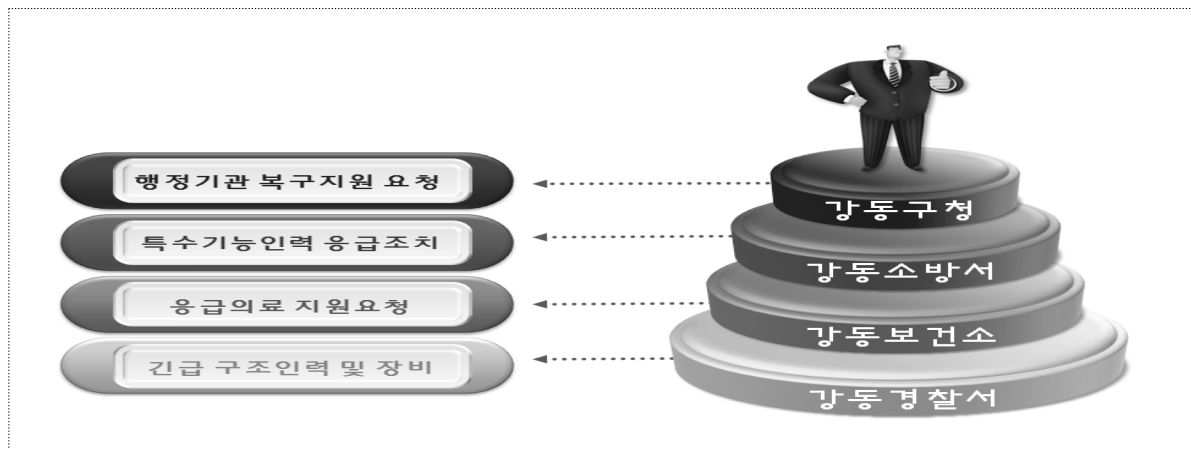 행정기관 복구지원 요청
특수기능인력 응급조치
응급의료 지원요청
긴급 구조인력 및 장비
강동구청
강동소방서
강동보건소
강동경찰서